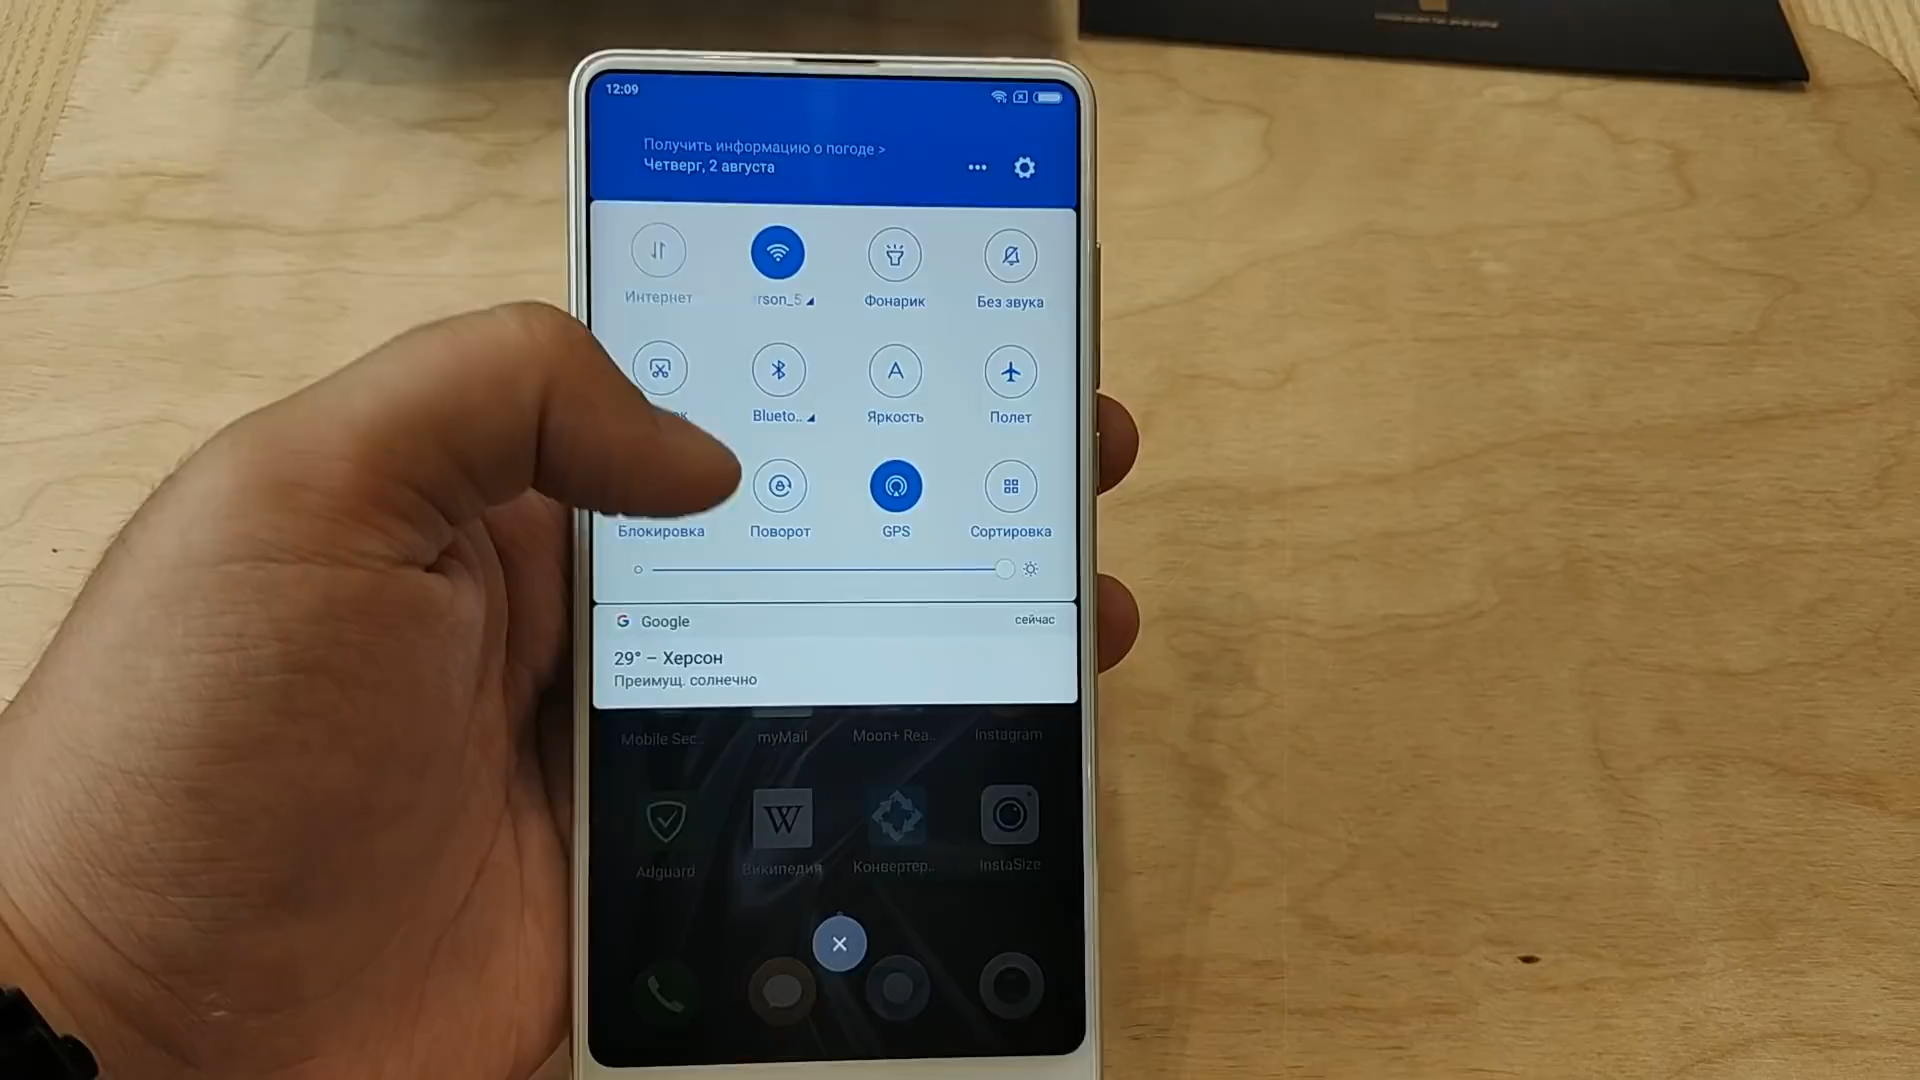 12:09
Получить информацию о погоде >
Четверг, 2 августа
Интернет
rson_5
Фонарик
Без звука
Blueto..
Яркость
Полет
Блокировка
Поворот
GPS
Сортировка
Google
сейчас
29° – Херсон
Преимущ. солнечно
Mobile Sec..
myMail
Moon+ Rea..
Instagram
Adguard
Википедия
Конвертер..
InstaSize